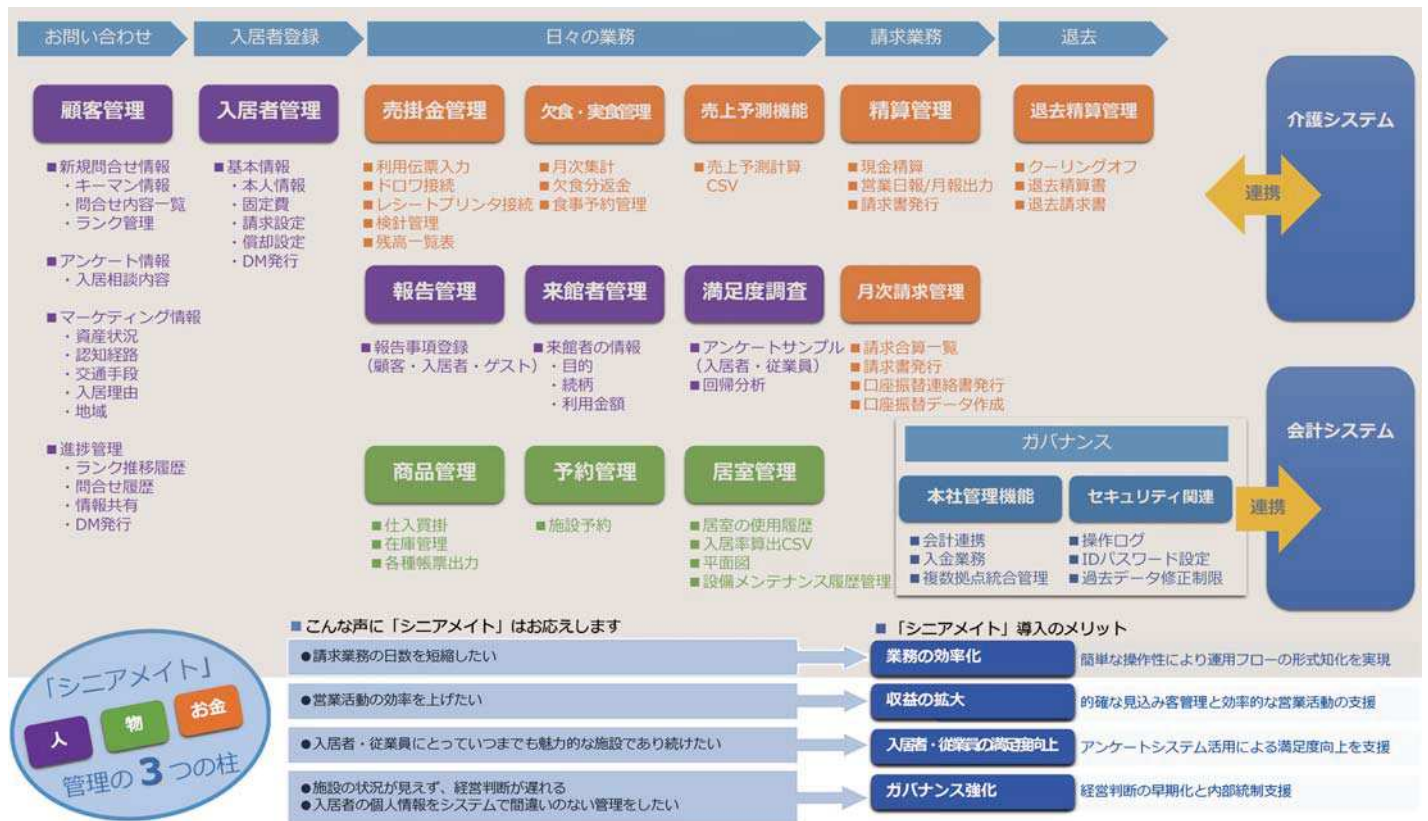 お問い合わせ
入居者登録
日々の業務
請求業務
退去
顧客管理
■新規問合せ情報
・キーマン情報
・問合せ内容一覧
・ランク管理
■アンケート情報
・入居相談内容
■マーケティング情報
・資産状況
・認知経路
・交通手段
・入居理由
・地域
■進捗管理
・ランク推移履歴
・問合せ履歴
・情報共有
・DM発行
入居者管理
■基本情報
・本人情報
・固定費
・請求設定
・償却設定
・DM発行
売掛金管理
■利用伝票入力
■ドロワ接続
■レシートプリンタ接続
■検針管理
■残高一覧表
欠食・実食管理
■月次集計
■欠食分返金
■食事予約管理
売上予測機能
■売上予測計算
CSV
精算管理
■現金精算
■営業日報/月報出力
■請求書発行
退去精算管理
■クーリングオフ
■退去精算書
■退去請求書
報告管理
■報告事項登録
（顧客・入居者・ゲスト）
来館者管理
■来館者の情報
・目的
・続柄
・利用金額
満足度調査
■アンケートサンプル
（入居者・従業員）
■回帰分析
月次請求管理
■請求合算一覧
■請求書発行
■口座振替連絡書発行
■口座振替データ作成
商品管理
■仕入買掛
■在庫管理
■各種帳票出力
予約管理
■施設予約
居室管理
■居室の使用履歴
■入居率算出CSV
■平面図
■設備メンテナンス履歴管理
ガバナンス
本社管理機能
■会計連携
■入金業務
■複数拠点統合管理
セキュリティ関連
■操作ログ
■IDパスワード設定
■過去データ修正制限
介護システム
連携
会計システム
連携
「シニアメイト」
人
物
お金
管理の3つの柱
■こんな声に「シニアメイト」はお応えします
■「シニアメイト」導入のメリット
●請求業務の日数を短縮したい
業務の効率化
簡単な操作性により運用フローの形式知化を実現
●営業活動の効率を上げたい
収益の拡大
的確な見込み客管理と効率的な営業活動の支援
●入居者・従業員にとっていつまでも魅力的な施設であり続けたい
入居者・従業員の満足度向上
アンケートシステム活用による満足度向上を支援
●施設の状況が見えず、経営判断が遅れる
●入居者の個人情報をシステムで間違いのない管理をしたい
ガバナンス強化
経営判断の早期化と内部統制支援